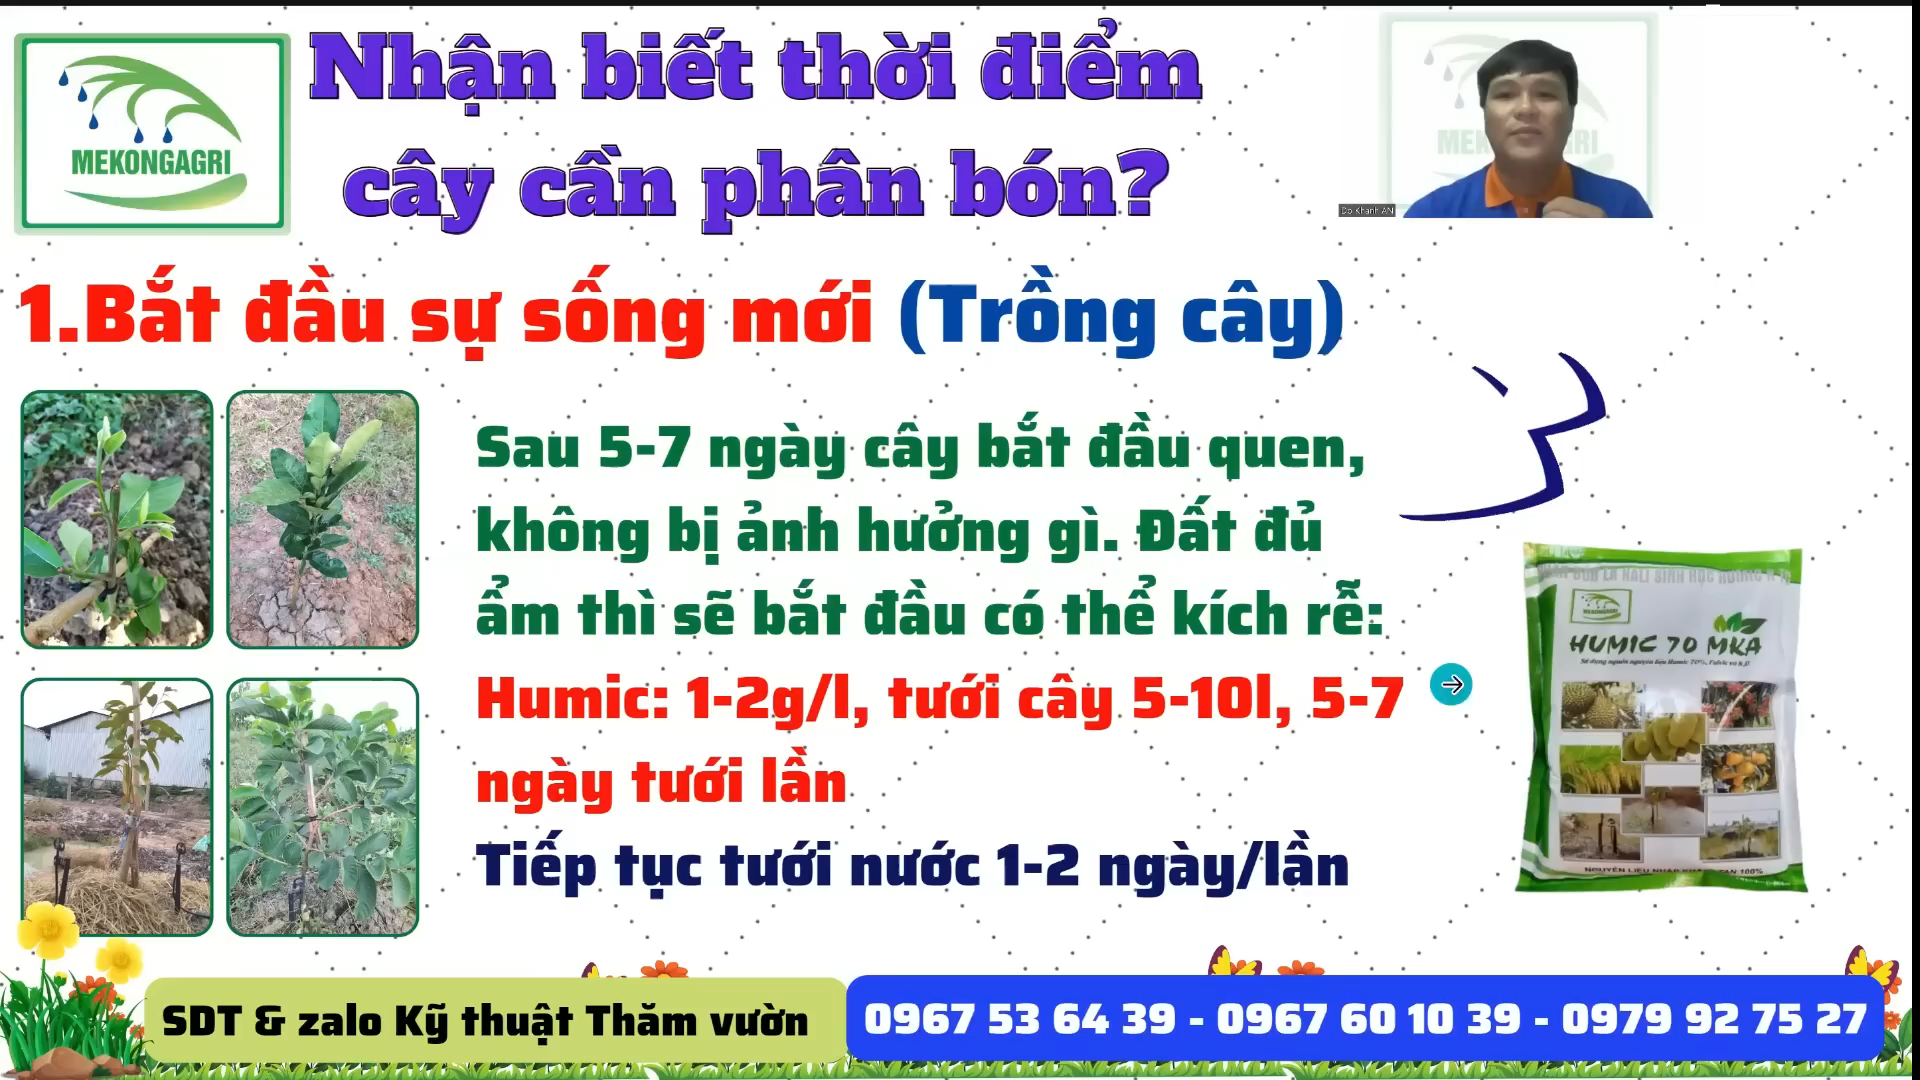 MEKONGAGRI
Nhận biết thời điểm
cây cần phân bón?
Do Khanh AN
1.Bắt đầu sự sống mới (Trồng cây)
Sau 5-7 ngày cây bắt đầu quen,
không bị ảnh hưởng gì. Đất đủ
ẩm thì sẽ bắt đầu có thể kích rễ:
Humic: 1-2g/l, tưới cây 5-10l, 5-7
ngày tưới lần
Tiếp tục tưới nước 1-2 ngày/lần
MEKONGAGRI
HUMIC 70 MKA
SDT & zalo Kỹ thuật Thăm vườn
0967 53 64 39 - 0967 60 10 39 - 0979 92 75 27